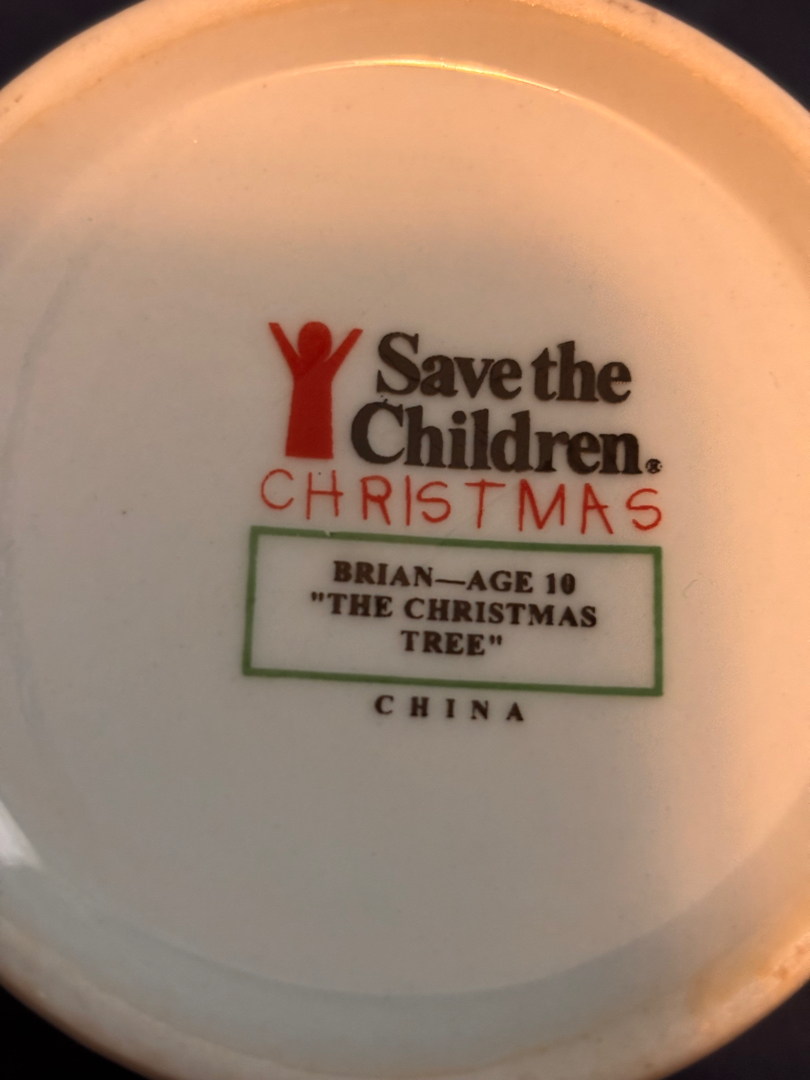 Save the
Children®
CHRISTMAS
BRIAN—AGE 10
"THE CHRISTMAS
TREE"
CHINA